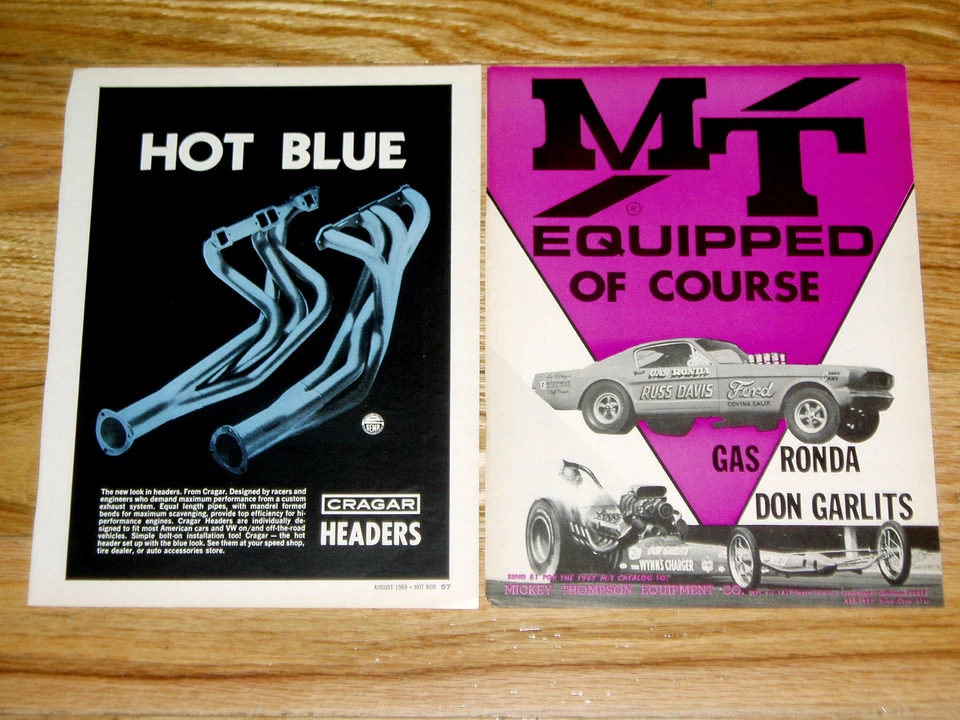 HOT BLUE
SEMA
The new look in headers. From Cragar. Designed by racers and
engineers who demand maximum performance from a custom
exhaust system. Equal length pipes, with mandrel formed
bends for maximum scavenging, provide top efficiency for hi-
performance engines. Cragar Headers are individually de-
signed to fit most American cars and VW on/and off-the-road
vehicles. Simple bolt-on installation too! Cragar — the hot
header set up with the blue look. See them at your speed shop,
tire dealer, or auto accessories store.
CRAGAR
HEADERS
AUGUST 1969 • HOT ROD 57
M/T
®
EQUIPPED
OF COURSE
GAS RONDA
RUSS DAVIS Ford
COVINA CALIF.
GAS RONDA
DON GARLITS
DON GARLITS
WYNN'S CHARGER
SEND $1 FOR THE 1967 M/T CATALOG TO?
MICKEY THOMPSON EQUIPMENT CO.